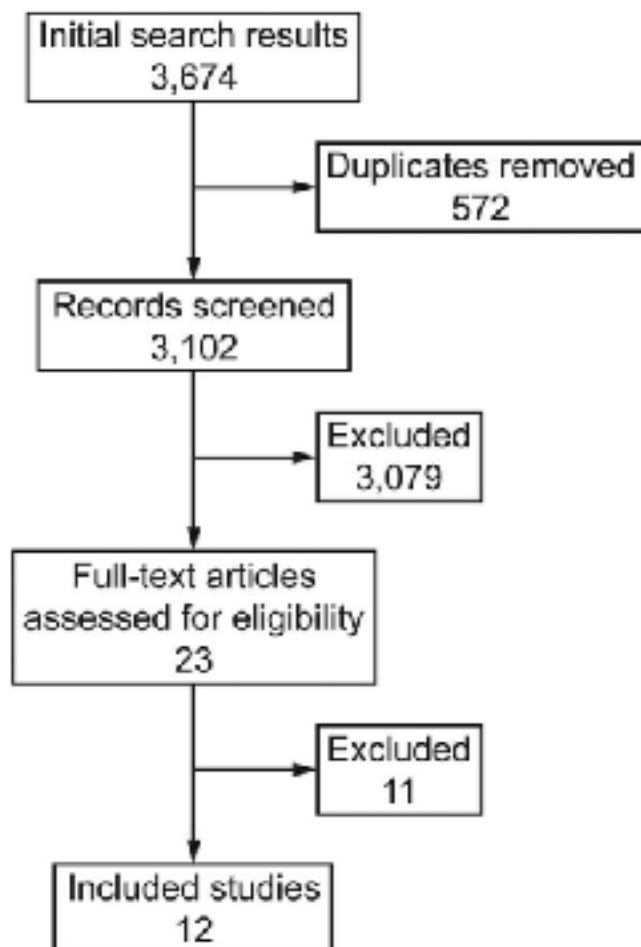 Initial search results
3,674
Duplicates removed
572
Records screened
3,102
Excluded
3,079
Full-text articles
assessed for eligibility
23
Excluded
11
Included studies
12